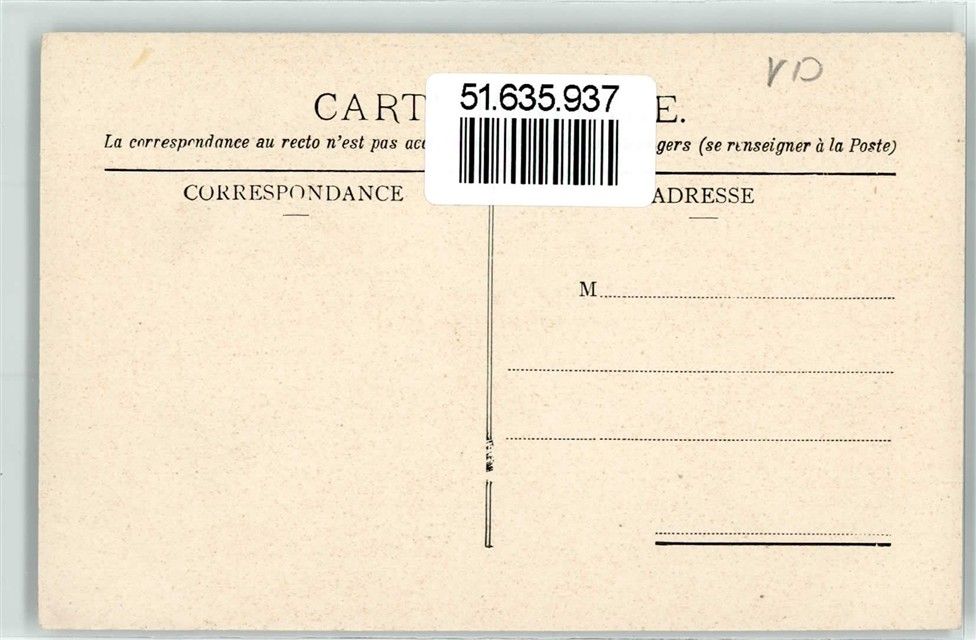 VD
51.635.937
CART E.
La correspondance au recto n'est pas acc gers (se renseigner à la Poste)
CORRESPONDANCE ADRESSE
M